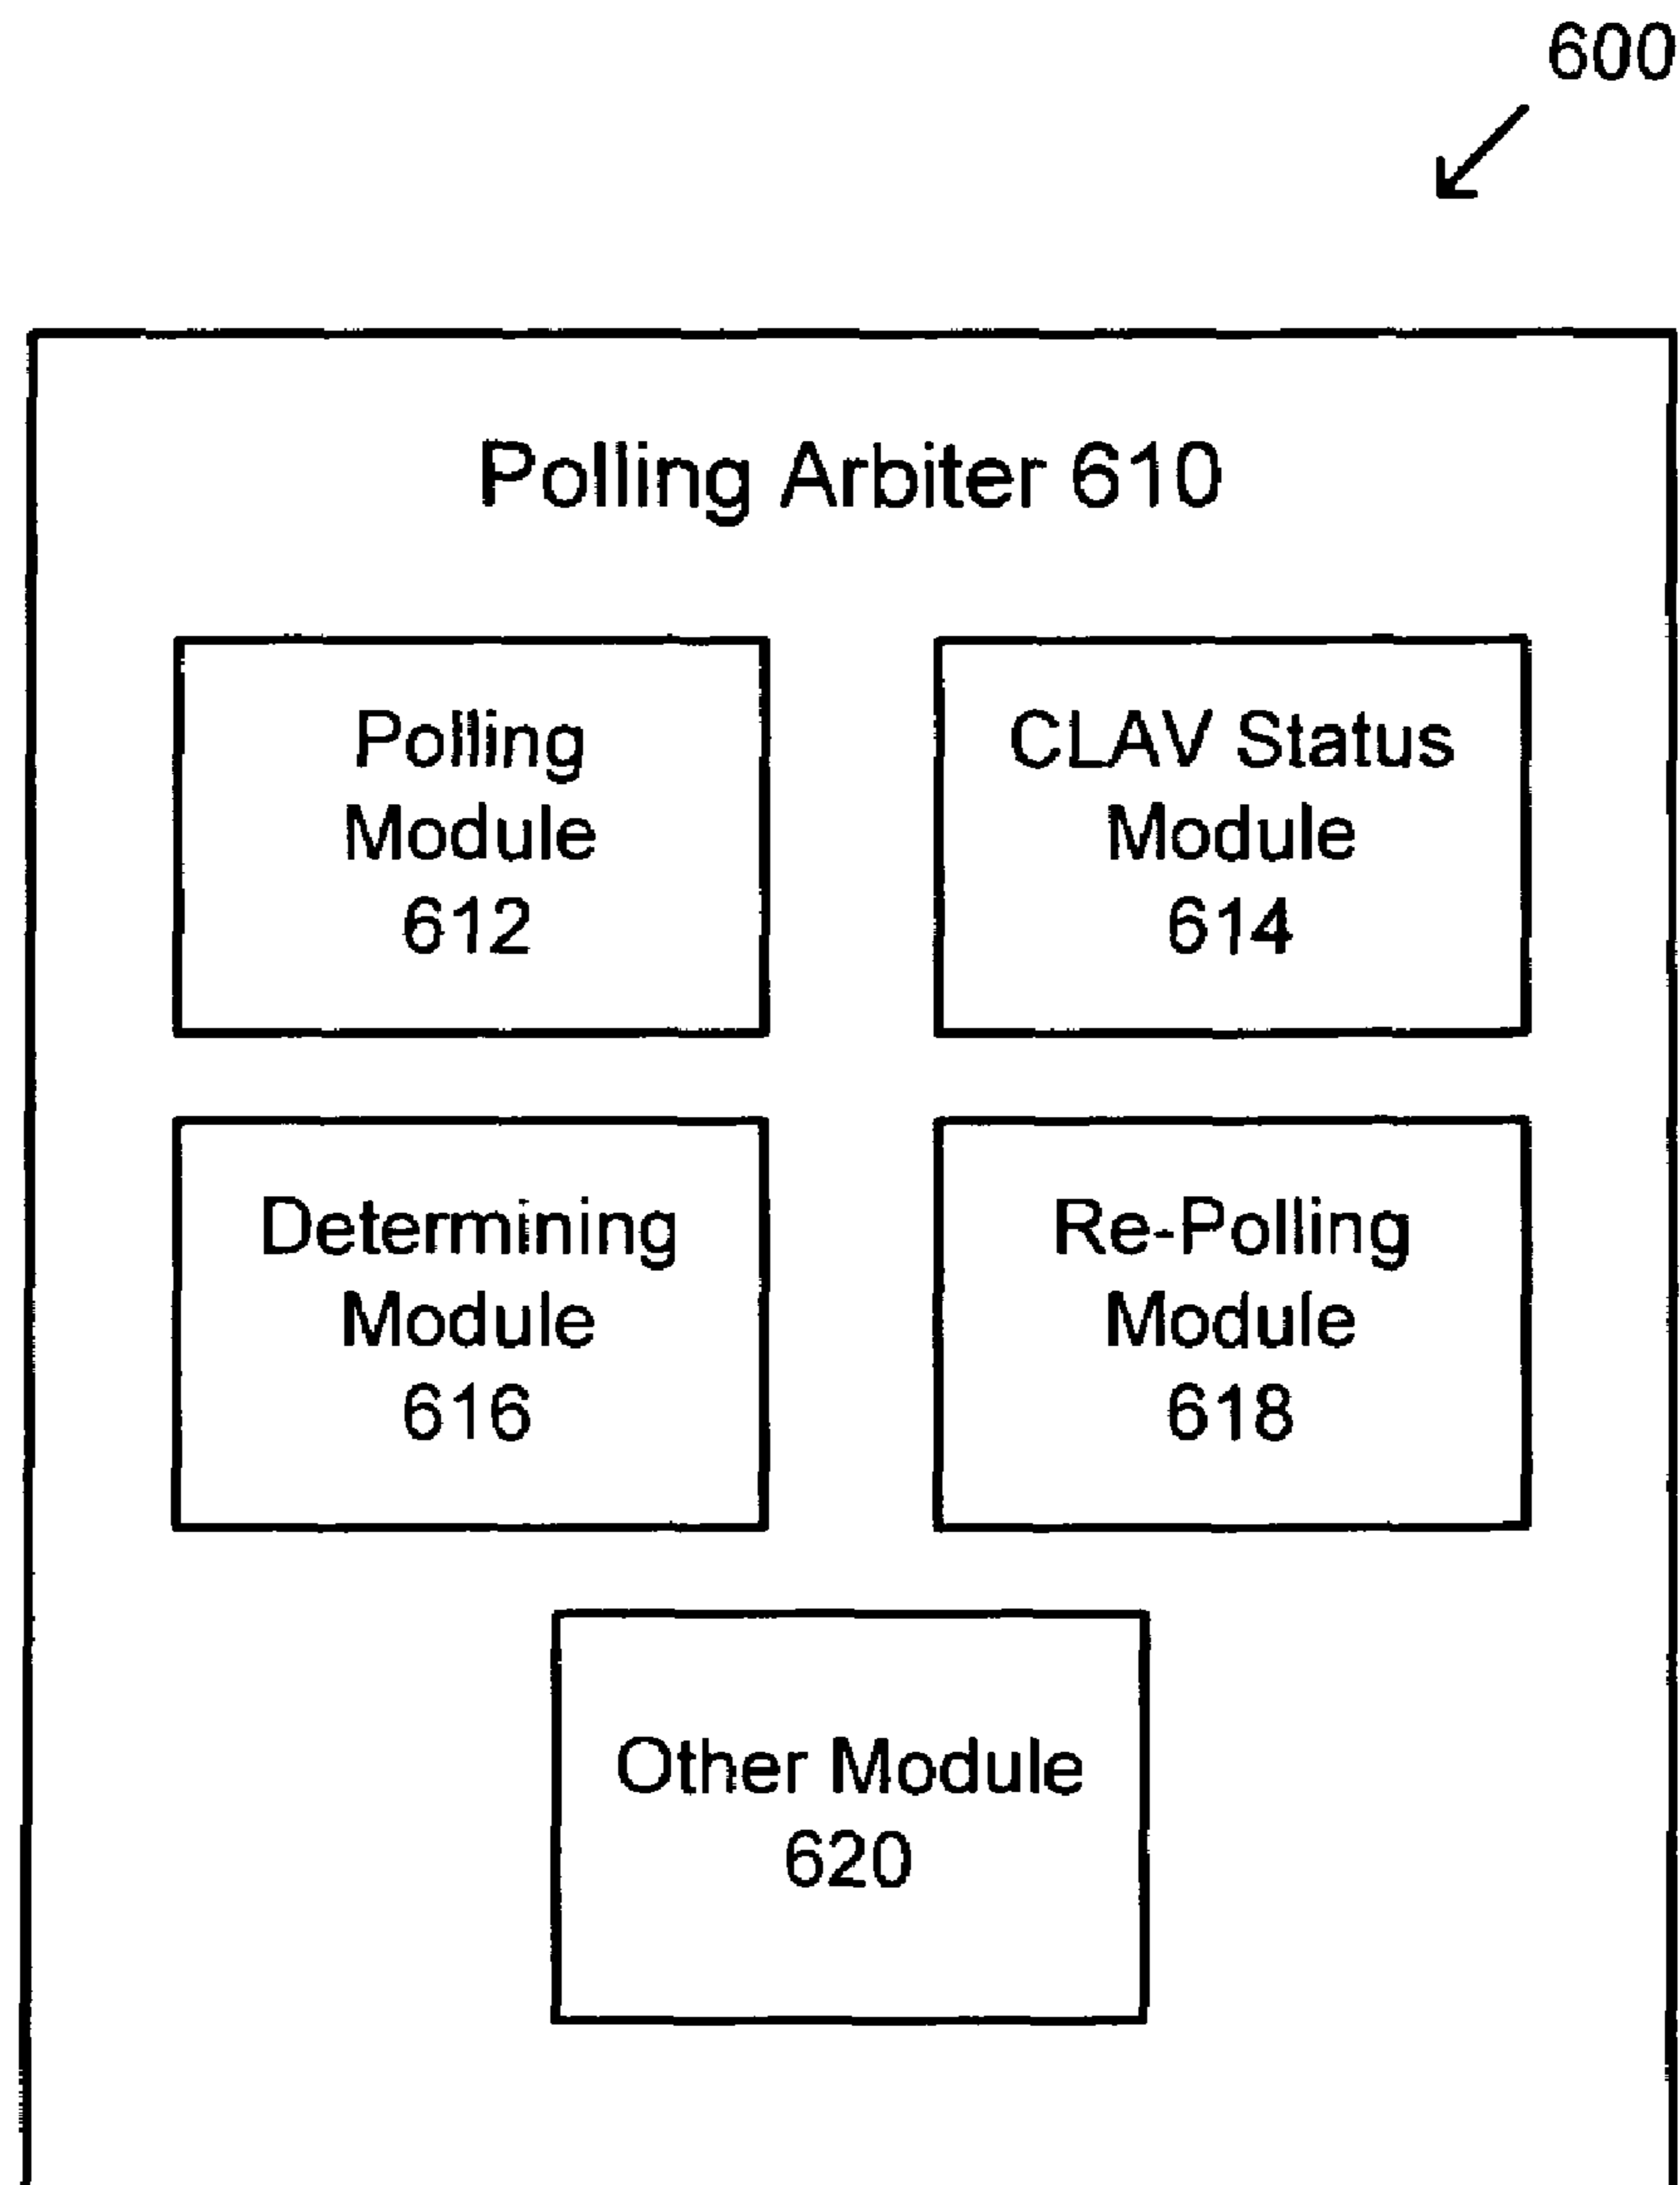 600
Polling Arbiter 610
Polling
Module
612
CLAV Status
Module
614
Determining
Module
616
Re-Polling
Module
618
Other Module
620